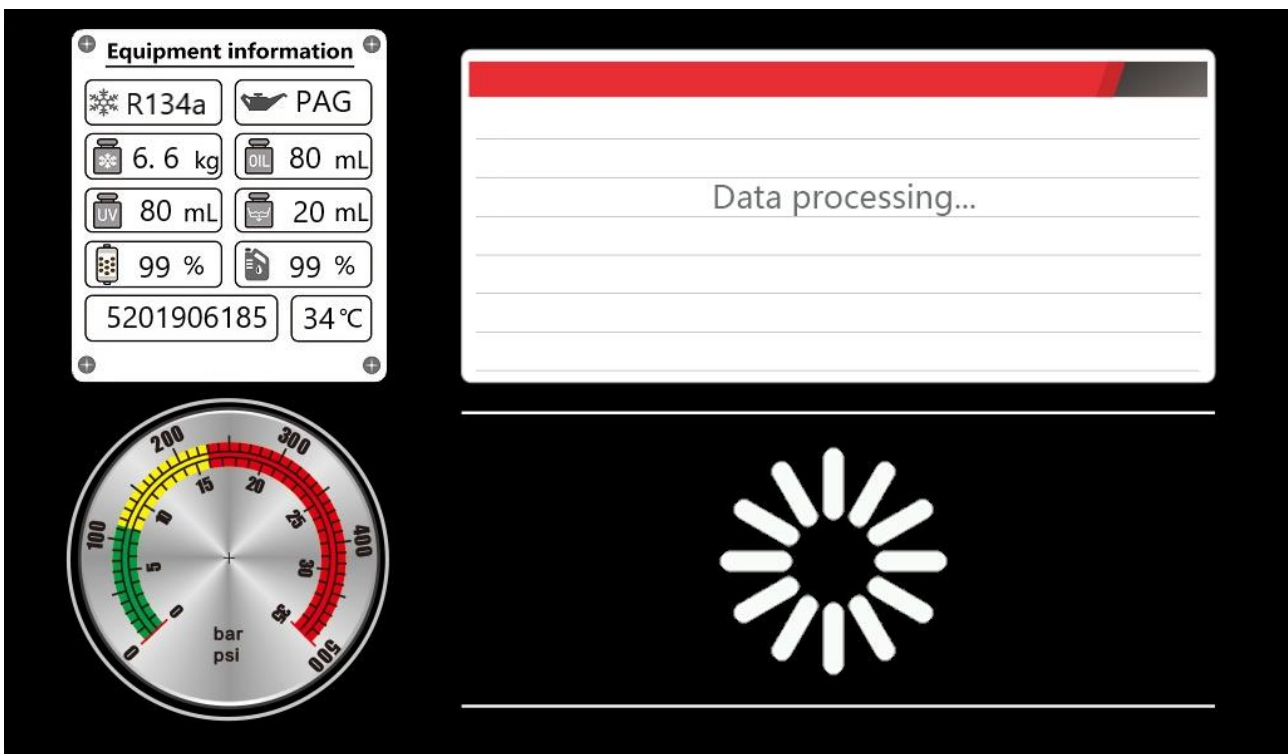 Equipment information
R134a
PAG
6. 6 kg
OIL
80 mL
UV
80 mL
20 mL
99 %
99 %
5201906185
34℃
Data processing...
200
300
100
400
0
500
15
20
10
25
5
30
0
35
bar
psi